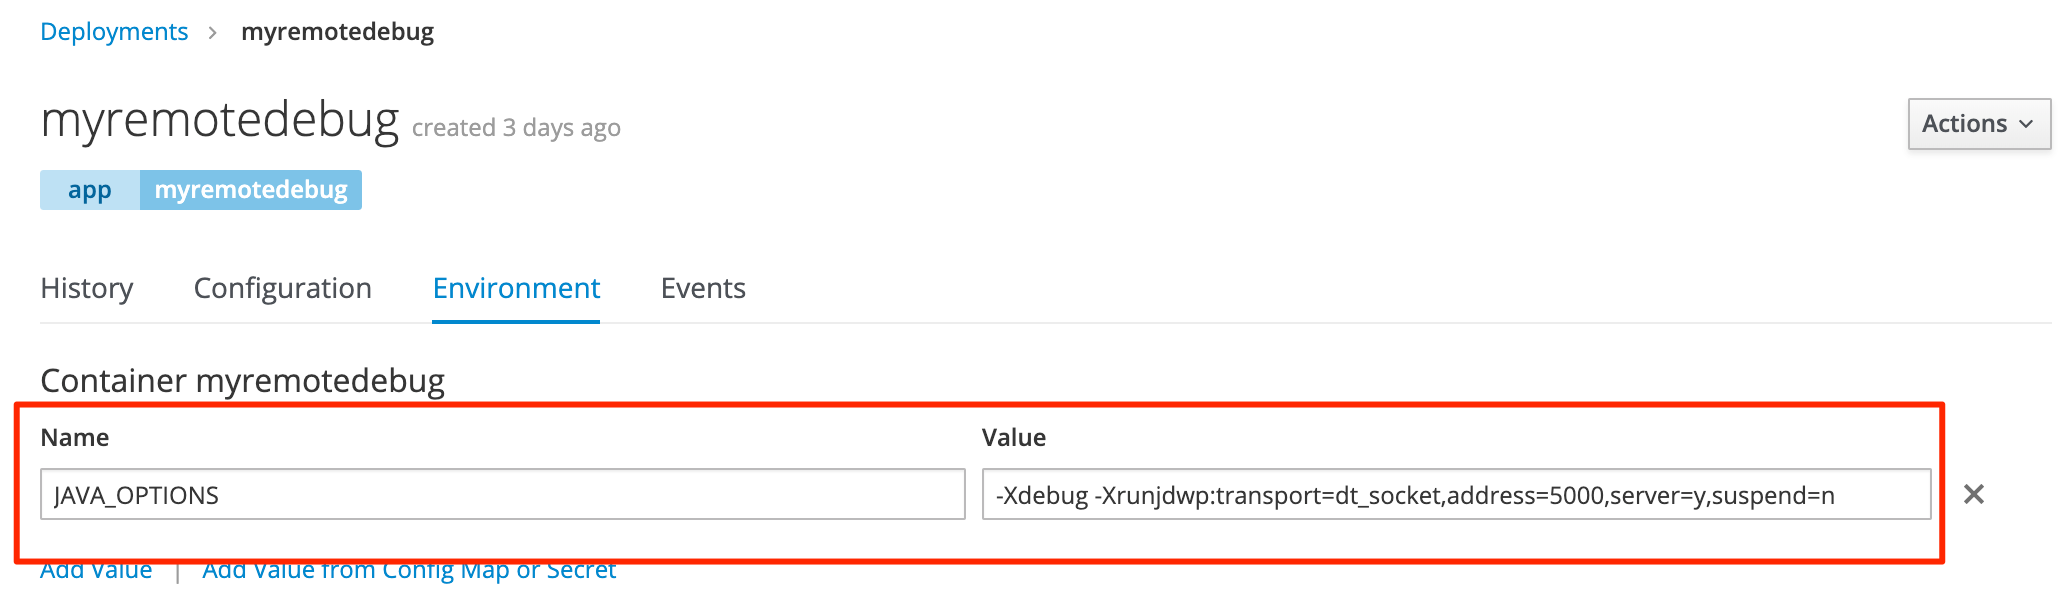 Deployments > myremotedebug
myremotedebug created 3 days ago
Actions
app myremotedebug
History Configuration Environment Events
Container myremotedebug
Name Value
JAVA_OPTIONS -Xdebug -Xrunjdwp:transport=dt_socket,address=5000,server=y,suspend=n
Add Value | Add Value from Config Map or Secret